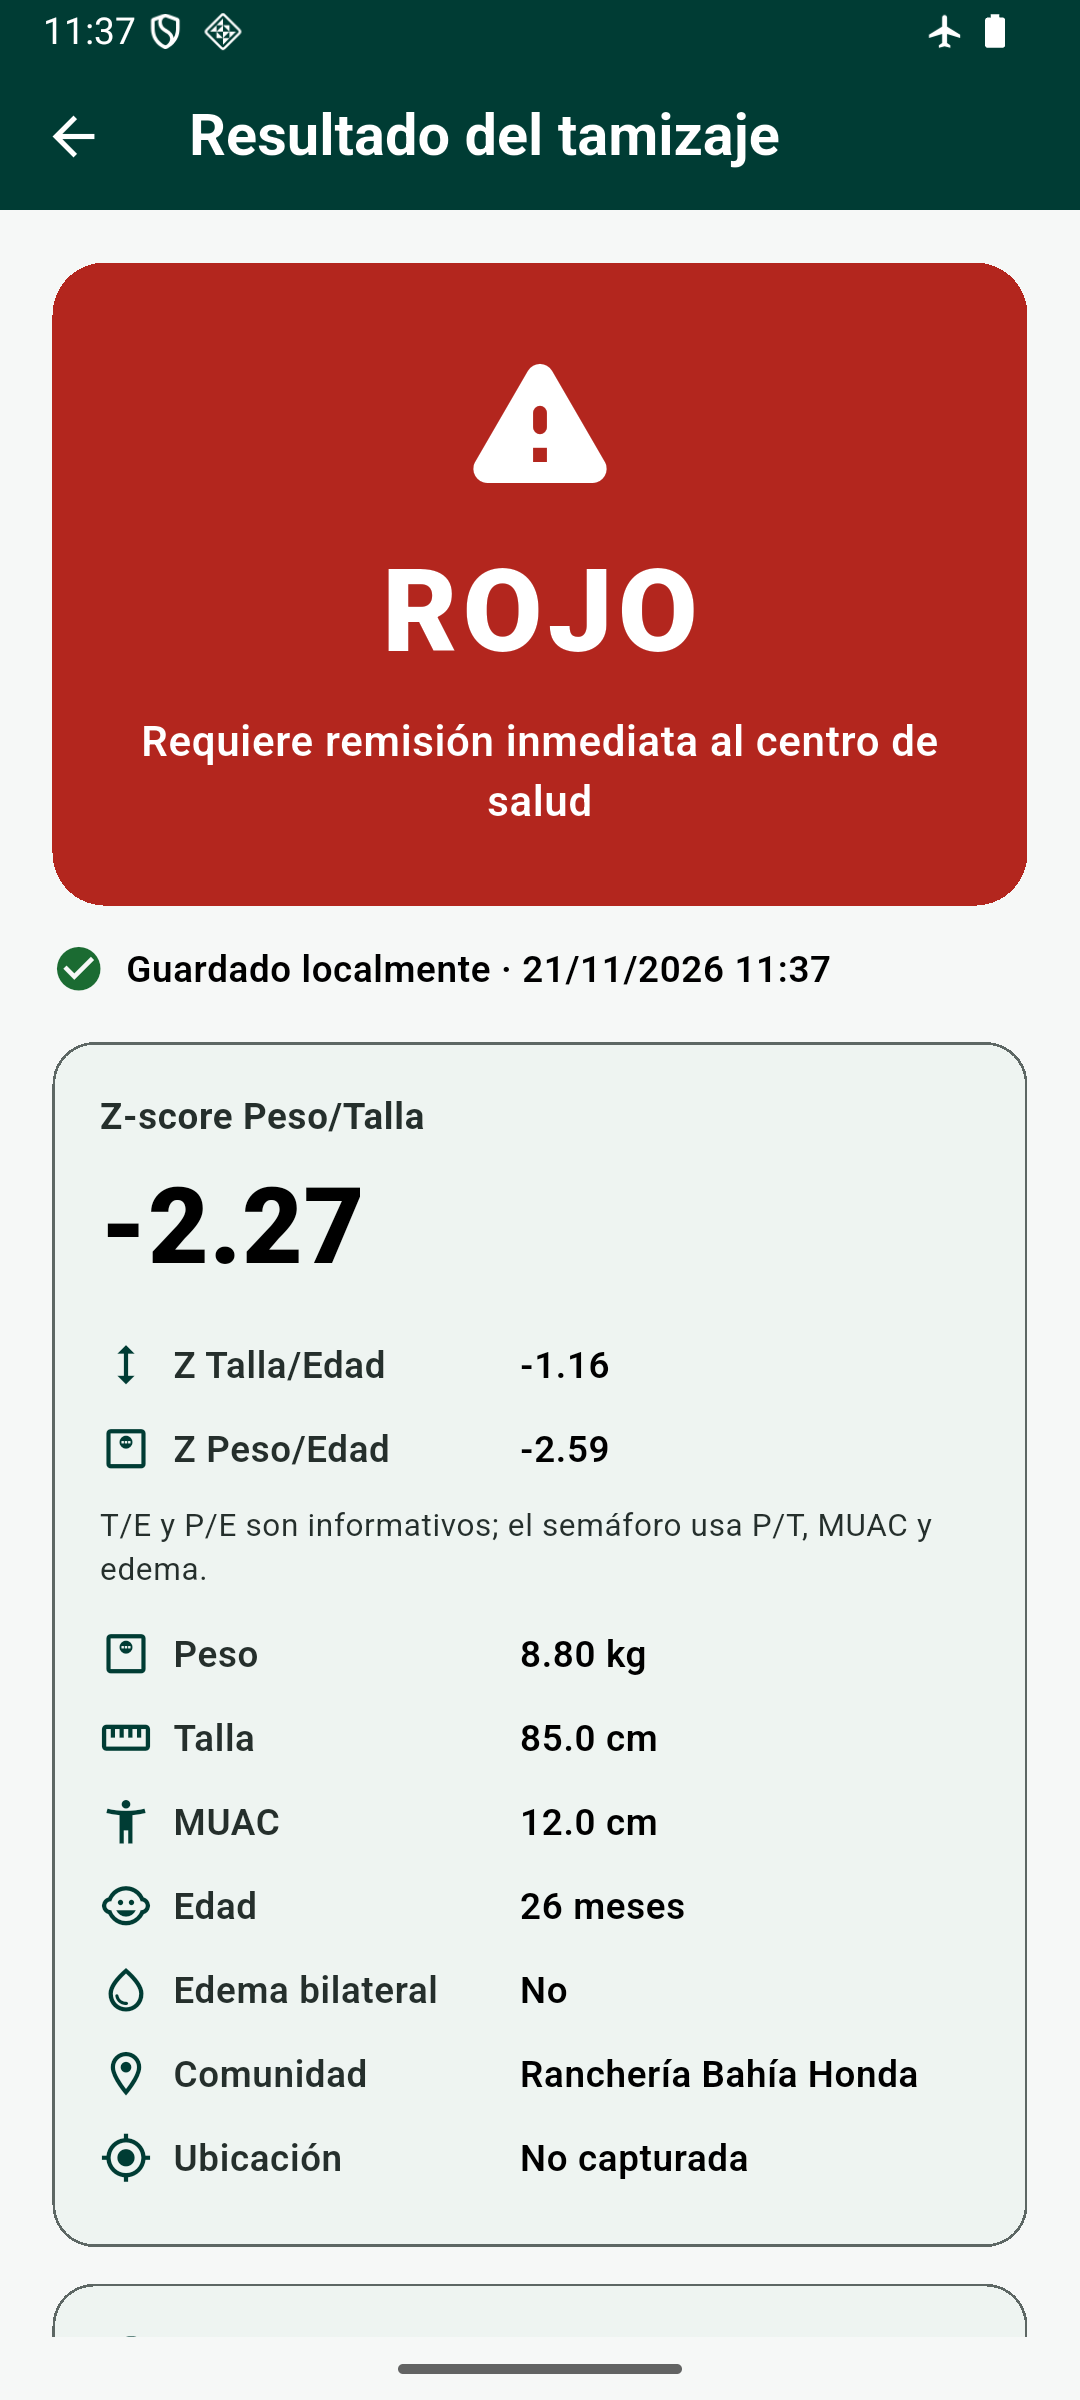 11:37
Resultado del tamizaje
ROJO
Requiere remisión inmediata al centro de
salud
Guardado localmente · 21/11/2026 11:37
Z-score Peso/Talla
-2.27
Z Talla/Edad -1.16
Z Peso/Edad -2.59
T/E y P/E son informativos; el semáforo usa P/T, MUAC y
edema.
Peso 8.80 kg
Talla 85.0 cm
MUAC 12.0 cm
Edad 26 meses
Edema bilateral No
Comunidad Ranchería Bahía Honda
Ubicación No capturada